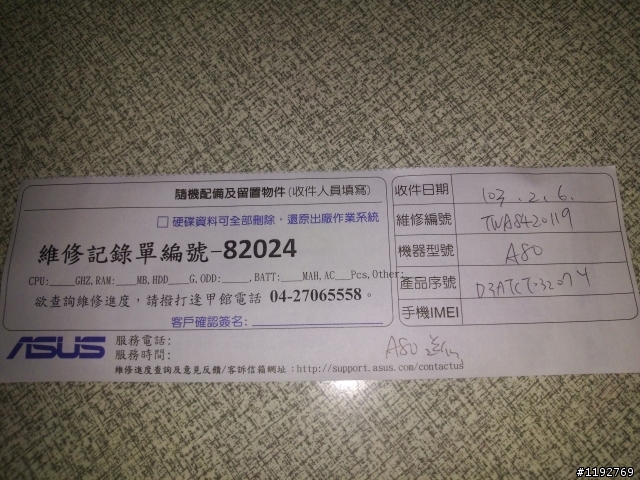 隨機配備及留置物件(收件人員填寫)
□ 硬碟資料可全部刪除,還原出廠作業系統
維修記錄單編號-82024
CPU:____GHZ,RAM:____MB,HDD____G,ODD:____,BATT:____MAH,AC___Pcs,Other:
欲查詢維修進度,請撥打逢甲館電話 04-27065558。
客戶確認簽名:
收件日期 103.2.6.
維修編號 TWA8420119
機器型號 A80
產品序號
手機IMEI
ASUS
服務電話:
服務時間:
維修進度查詢及意見反饋/客訴信箱網址:http://support.asus.com/contactus
A80
#1192769